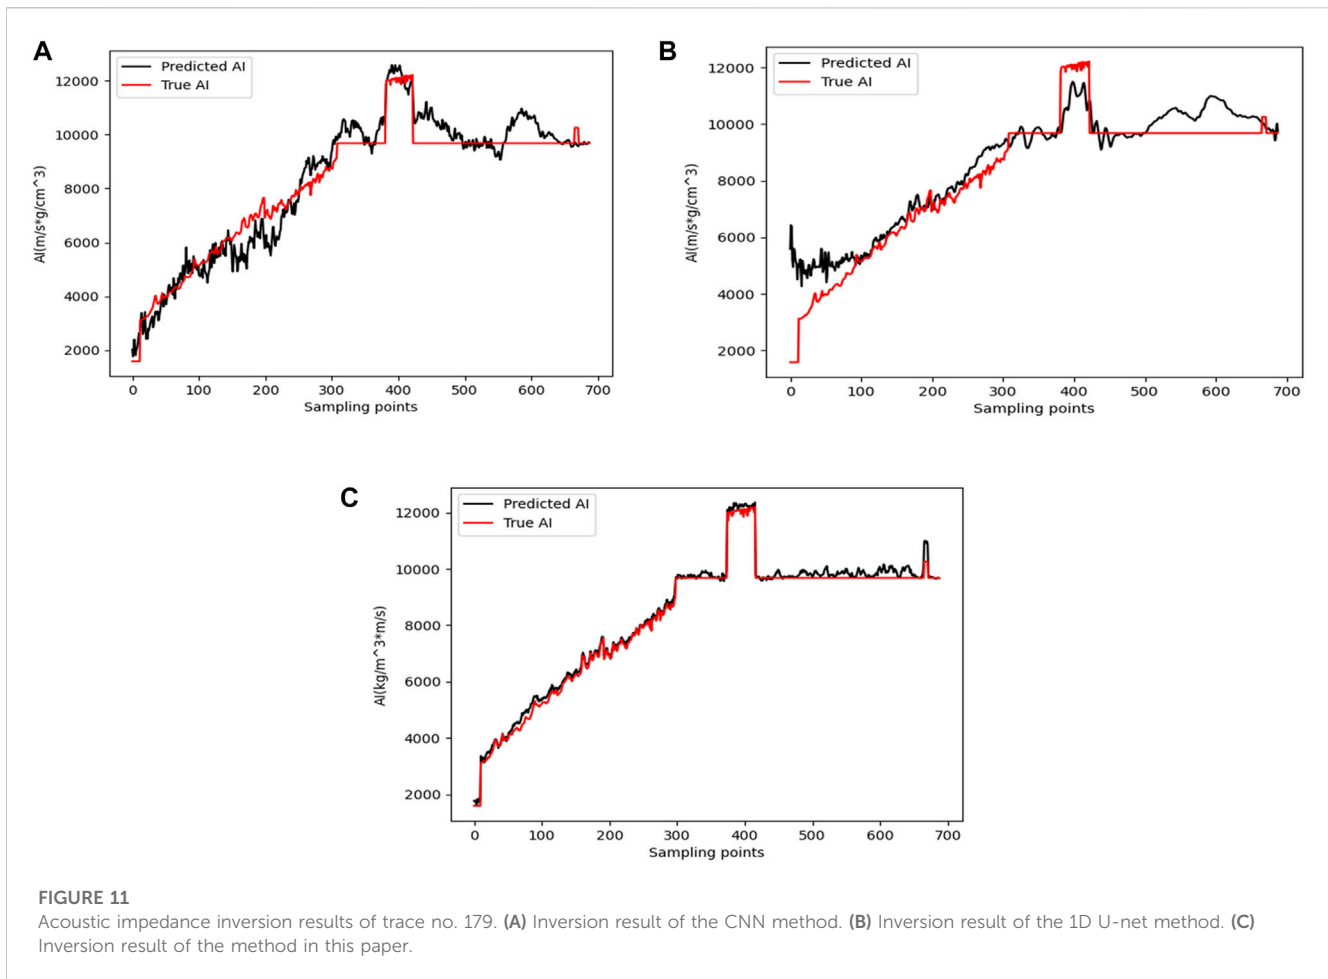 A
Predicted AI
True AI
12000
10000
8000
6000
4000
2000
AI(m/s*g/cm^3)
0 100 200 300 400 500 600 700
Sampling points
B
Predicted AI
True AI
12000
10000
8000
6000
4000
2000
AI(m/s*g/cm^3)
0 100 200 300 400 500 600 700
Sampling points
C
Predicted AI
True AI
12000
10000
8000
6000
4000
2000
AI(kg/m^3*m/s)
0 100 200 300 400 500 600 700
Sampling points
FIGURE 11
Acoustic impedance inversion results of trace no. 179. (A) Inversion result of the CNN method. (B) Inversion result of the 1D U-net method. (C)
Inversion result of the method in this paper.